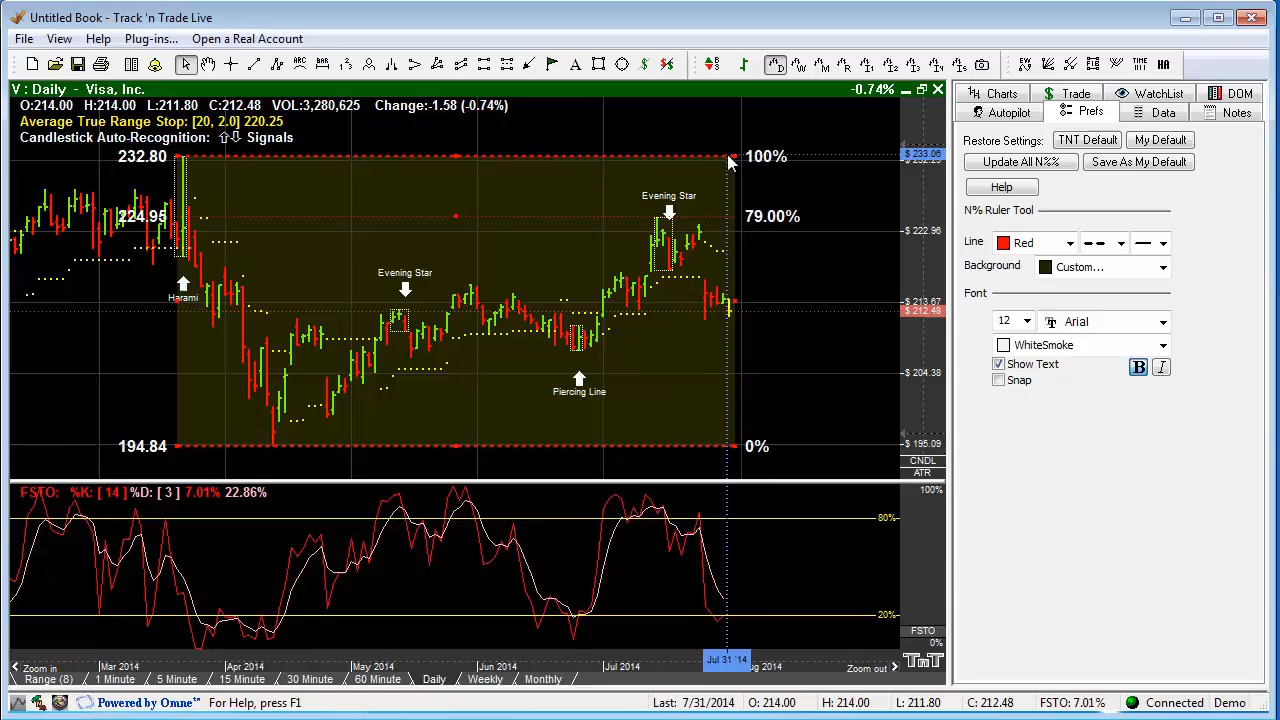 Untitled Book - Track 'n Trade Live
File View Help Plug-ins... Open a Real Account
V : Daily - Visa, Inc. -0.74%
O:214.00 H:214.00 L:211.80 C:212.48 VOL:3,280,625 Change:-1.58 (-0.74%)
Average True Range Stop: [20, 2.0] 220.25
Candlestick Auto-Recognition: Signals
232.80 100%
$ 233.06
Evening Star
224.95 79.00%
$ 222.96
Evening Star
Harami
$ 213.67
$ 212.48
$ 204.38
Piercing Line
194.84 0%
$ 195.09
CNDL
ATR
FSTO: %K: [ 14 ] %D: [ 3 ] 7.01% 22.86%
100%
80%
20%
FSTO
0%
Zoom in Mar 2014 Apr 2014 May 2014 Jun 2014 Jul 2014 Jul 31 '14 Aug 2014 Zoom out
TnT
Range (8) 1 Minute 5 Minute 15 Minute 30 Minute 60 Minute Daily Weekly Monthly
Charts Trade WatchList DOM
Autopilot Prefs Data Notes
Restore Settings: TNT Default My Default
Update All N%% Save As My Default
Help
N% Ruler Tool
Line Red
Background Custom...
Font
12 Arial
WhiteSmoke
Show Text B I
Snap
Powered by Omne™ For Help, press F1 Last: 7/31/2014 O: 214.00 H: 214.00 L: 211.80 C: 212.48 FSTO: 7.01% Connected Demo